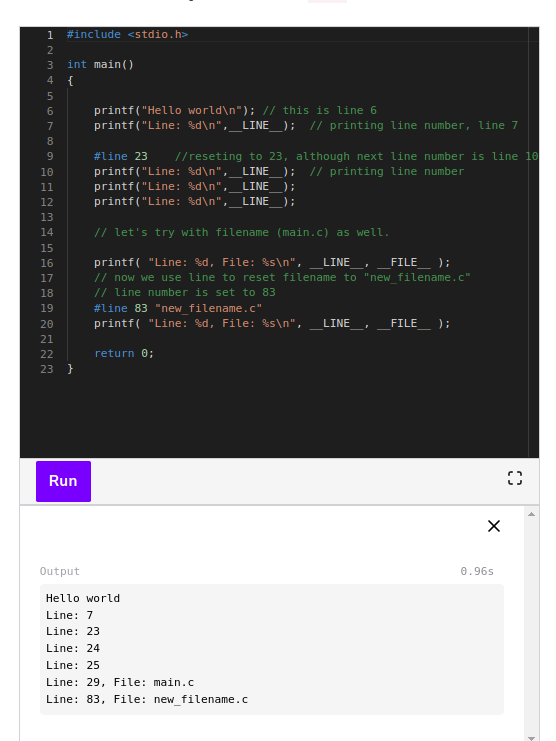 1 #include <stdio.h>
2
3 int main()
4 {
5
6 printf("Hello world\n"); // this is line 6
7 printf("Line: %d\n",__LINE__); // printing line number, line 7
8
9 #line 23 //reseting to 23, although next line number is line 10
10 printf("Line: %d\n",__LINE__); // printing line number
11 printf("Line: %d\n",__LINE__);
12 printf("Line: %d\n",__LINE__);
13
14 // let's try with filename (main.c) as well.
15
16 printf( "Line: %d, File: %s\n", __LINE__, __FILE__ );
17 // now we use line to reset filename to "new_filename.c"
18 // line number is set to 83
19 #line 83 "new_filename.c"
20 printf( "Line: %d, File: %s\n", __LINE__, __FILE__ );
21
22 return 0;
23 }
Run
Output 0.96s
Hello world
Line: 7
Line: 23
Line: 24
Line: 25
Line: 29, File: main.c
Line: 83, File: new_filename.c